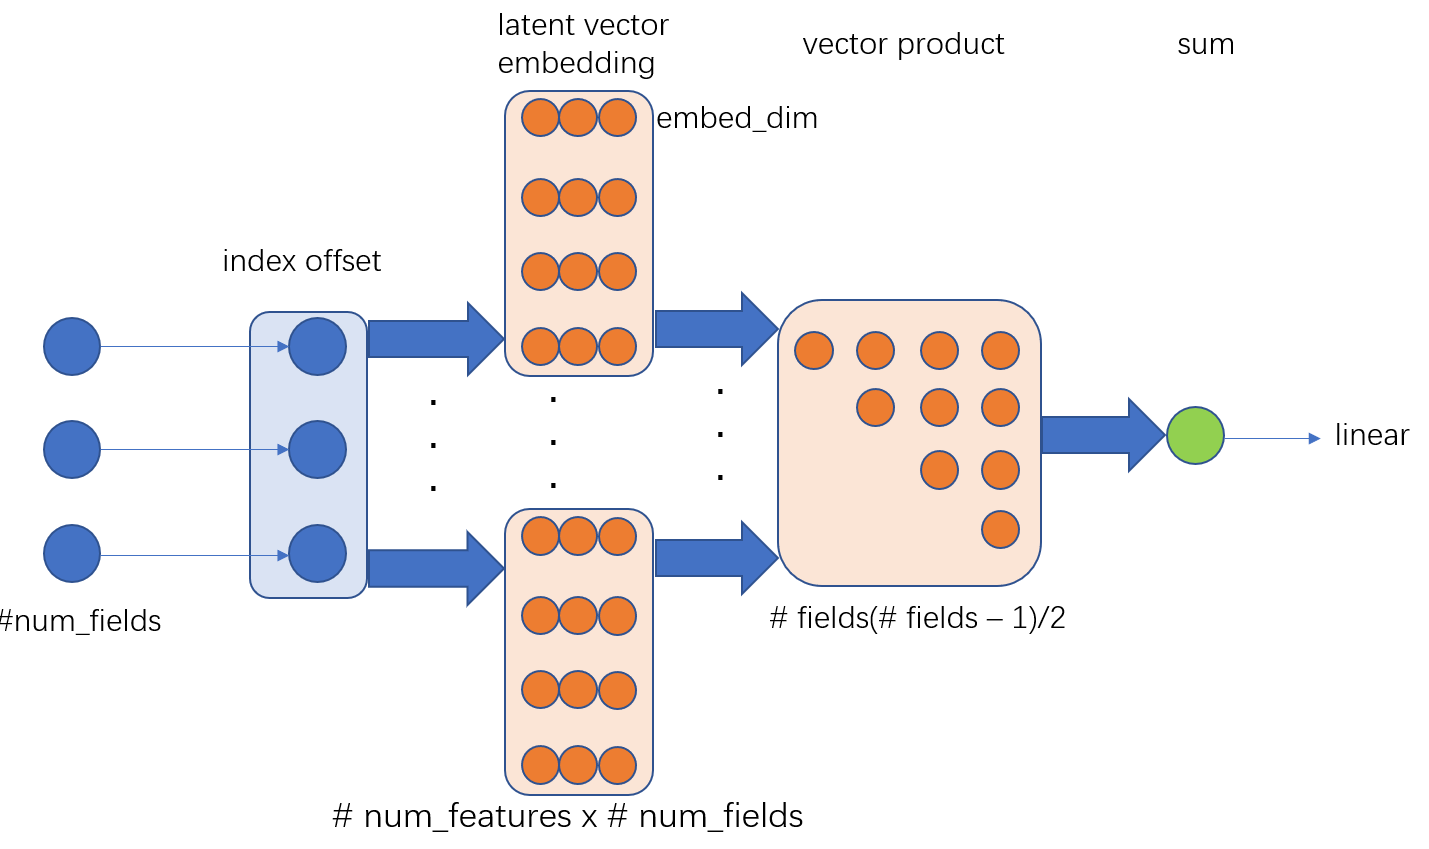 latent vector
embedding
vector product
sum
embed_dim
index offset
linear
#num_fields
# fields(# fields – 1)/2
# num_features x # num_fields